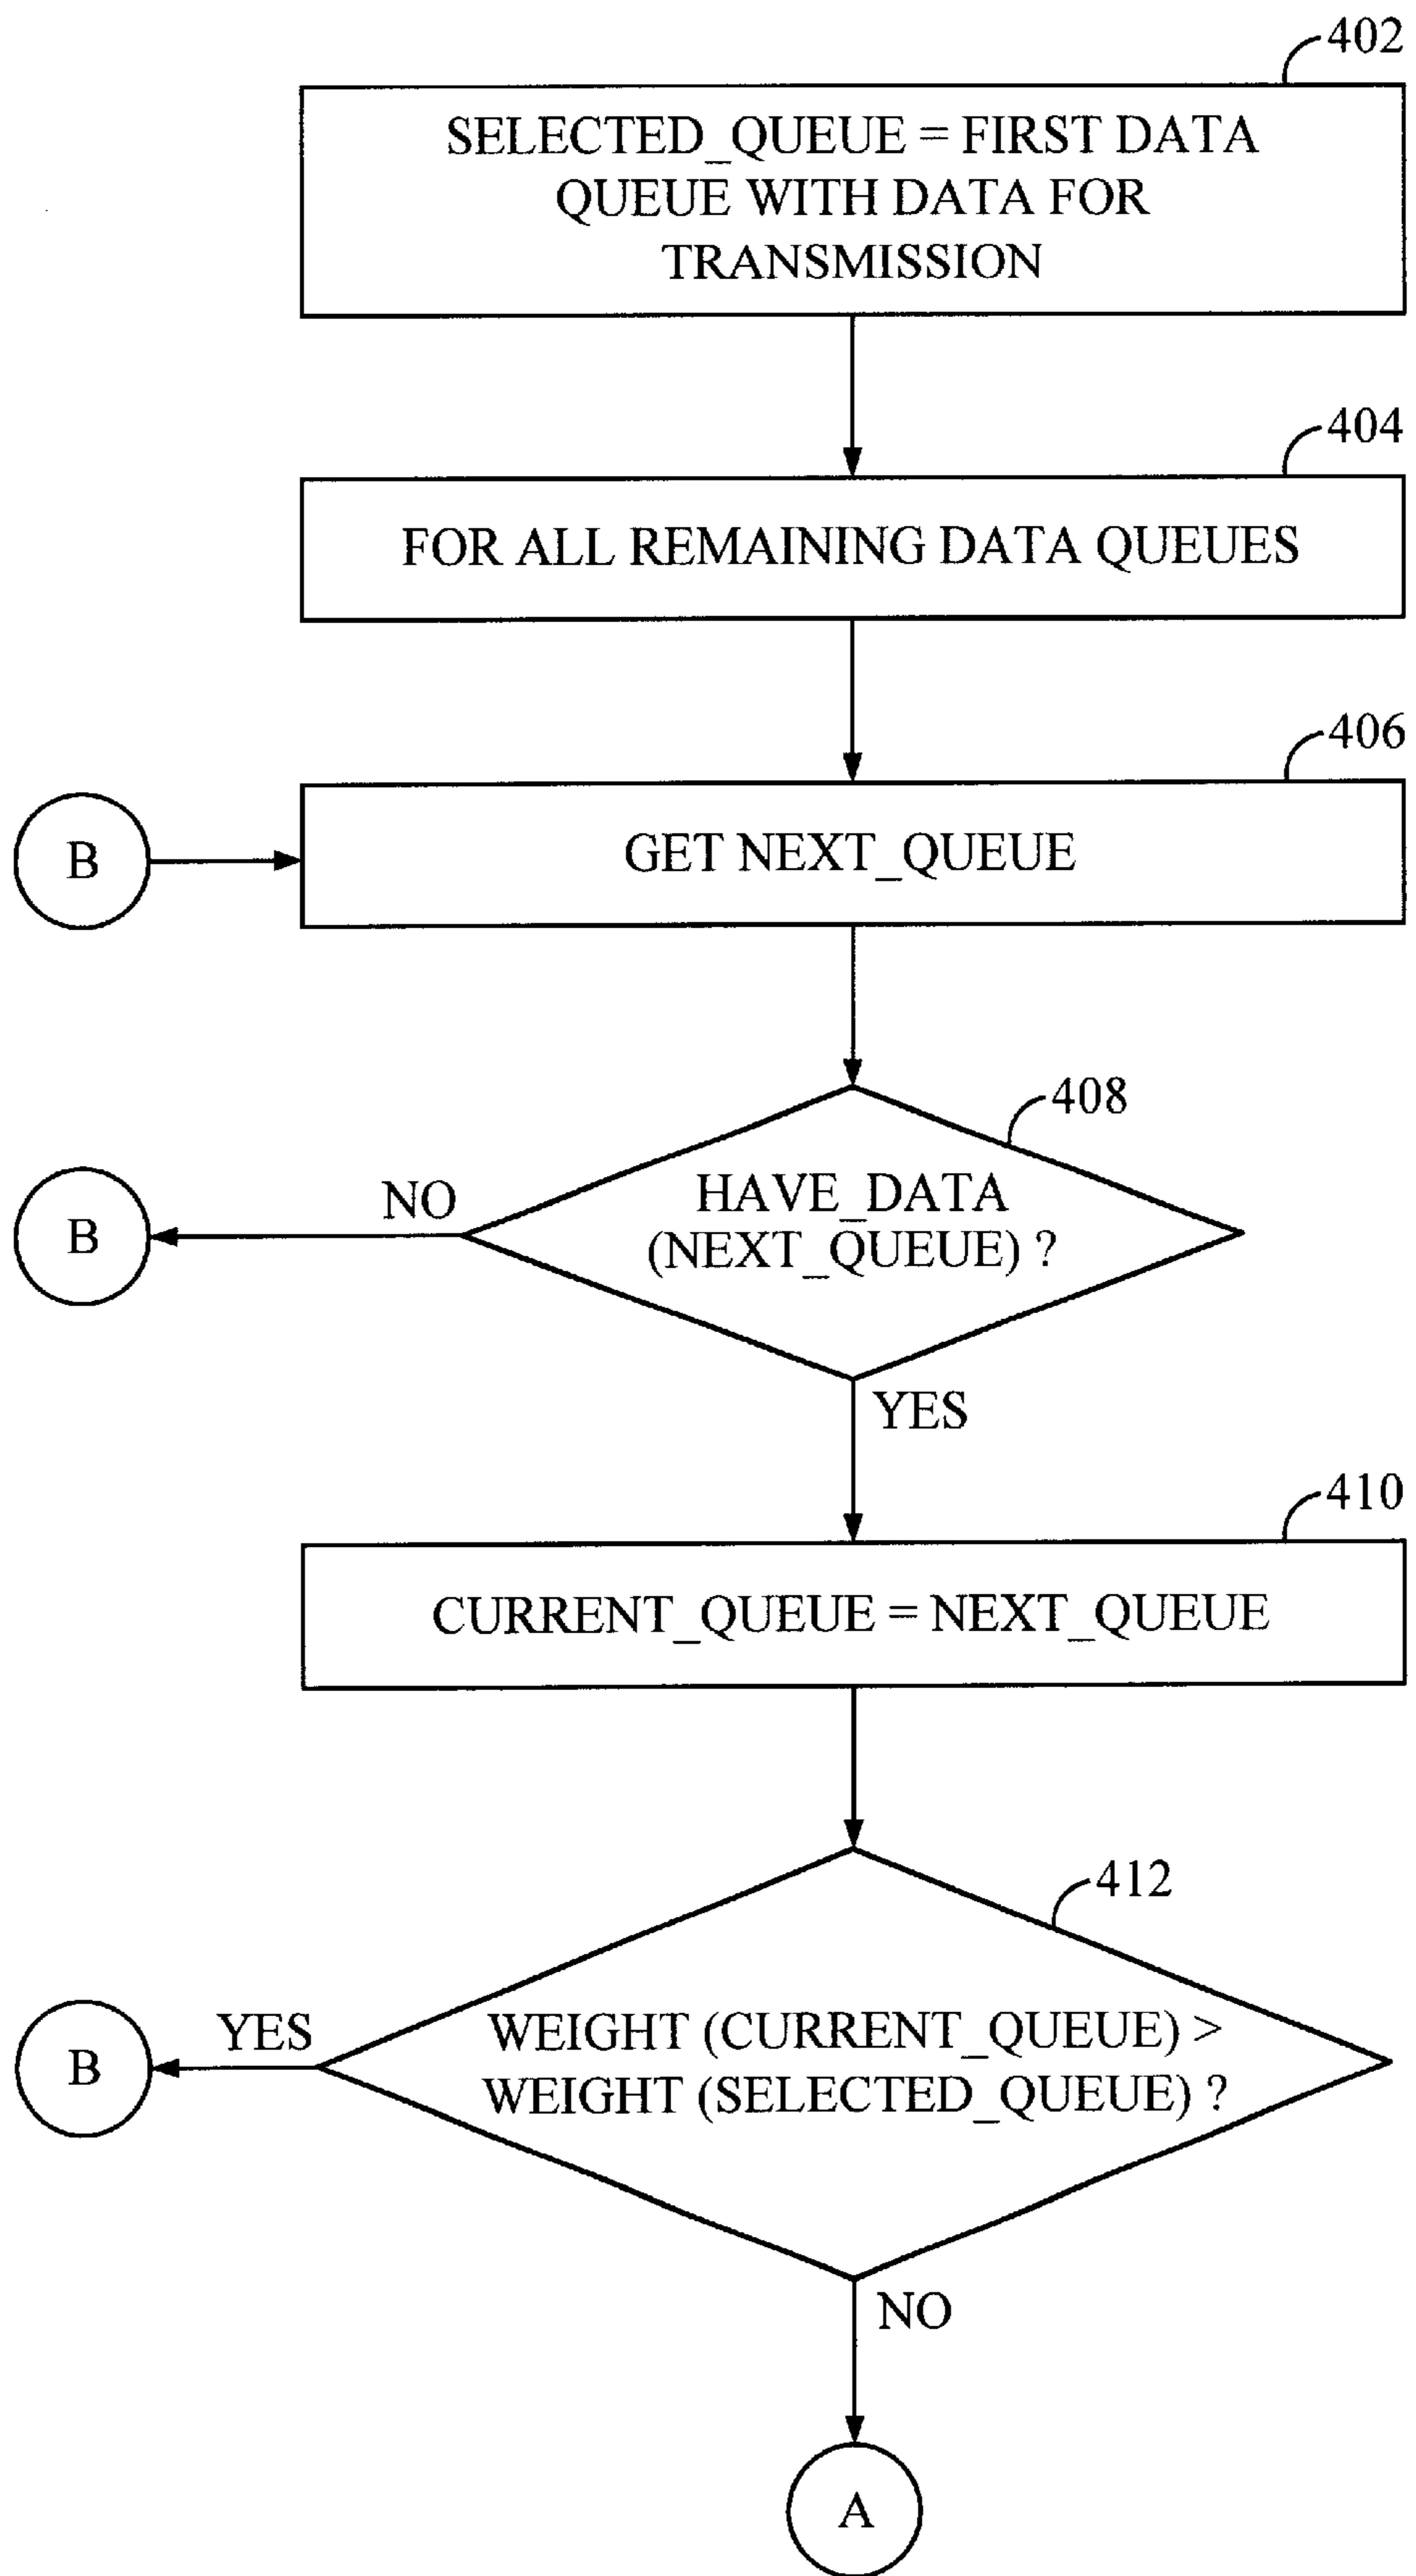 402
SELECTED_QUEUE = FIRST DATA
QUEUE WITH DATA FOR
TRANSMISSION
404
FOR ALL REMAINING DATA QUEUES
406
B
GET NEXT_QUEUE
408
B
NO
HAVE_DATA
(NEXT_QUEUE) ?
YES
410
CURRENT_QUEUE = NEXT_QUEUE
412
B
YES
WEIGHT (CURRENT_QUEUE) >
WEIGHT (SELECTED_QUEUE) ?
NO
A